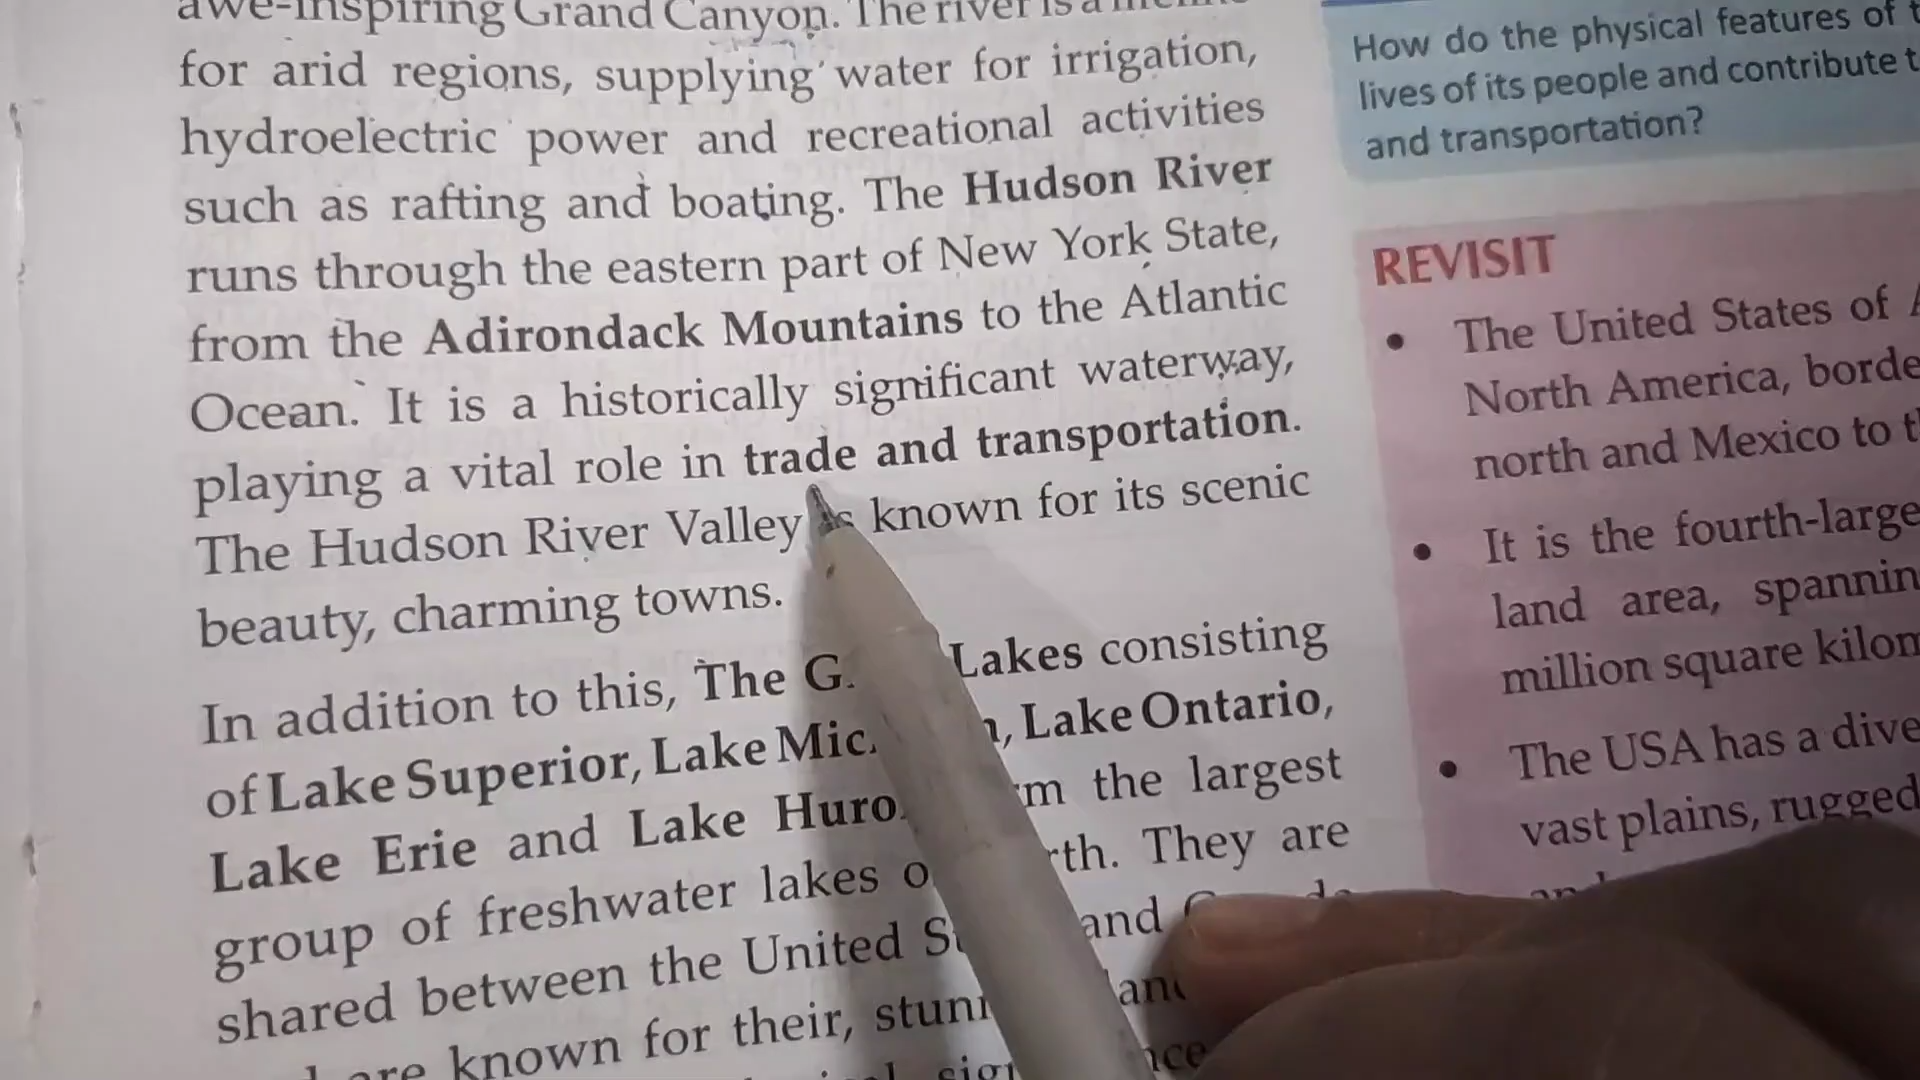 awe-inspiring Grand Canyon. The river is a
for arid regions, supplying water for irrigation,
hydroelectric power and recreational activities
such as rafting and boating. The Hudson River
runs through the eastern part of New York State,
from the Adirondack Mountains to the Atlantic
Ocean. It is a historically significant waterway,
playing a vital role in trade and transportation.
The Hudson River Valley is known for its scenic
beauty, charming towns.
In addition to this, The G Lakes consisting
of Lake Superior, Lake Mic , Lake Ontario,
Lake Erie and Lake Huro the largest
group of freshwater lakes They are
shared between the United and
are known for their,
How do the physical features of
lives of its people and contribute
and transportation?
REVISIT
• The United States of
North America, borde
north and Mexico to
• It is the fourth-large
land area, spannin
million square kilom
• The USA has a dive
vast plains, rugged